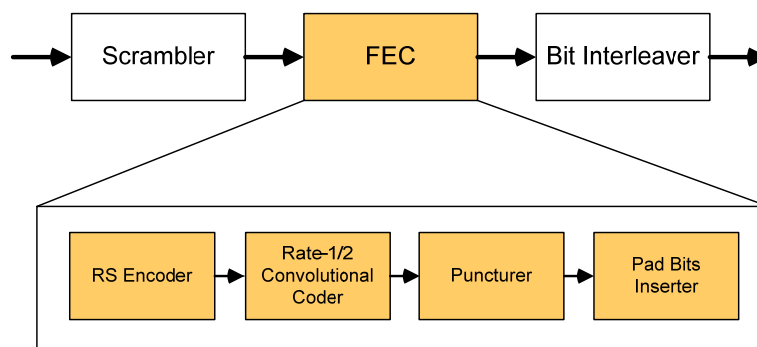 Scrambler
FEC
Bit Interleaver
RS Encoder
Rate-1/2
Convolutional
Coder
Puncturer
Pad Bits
Inserter